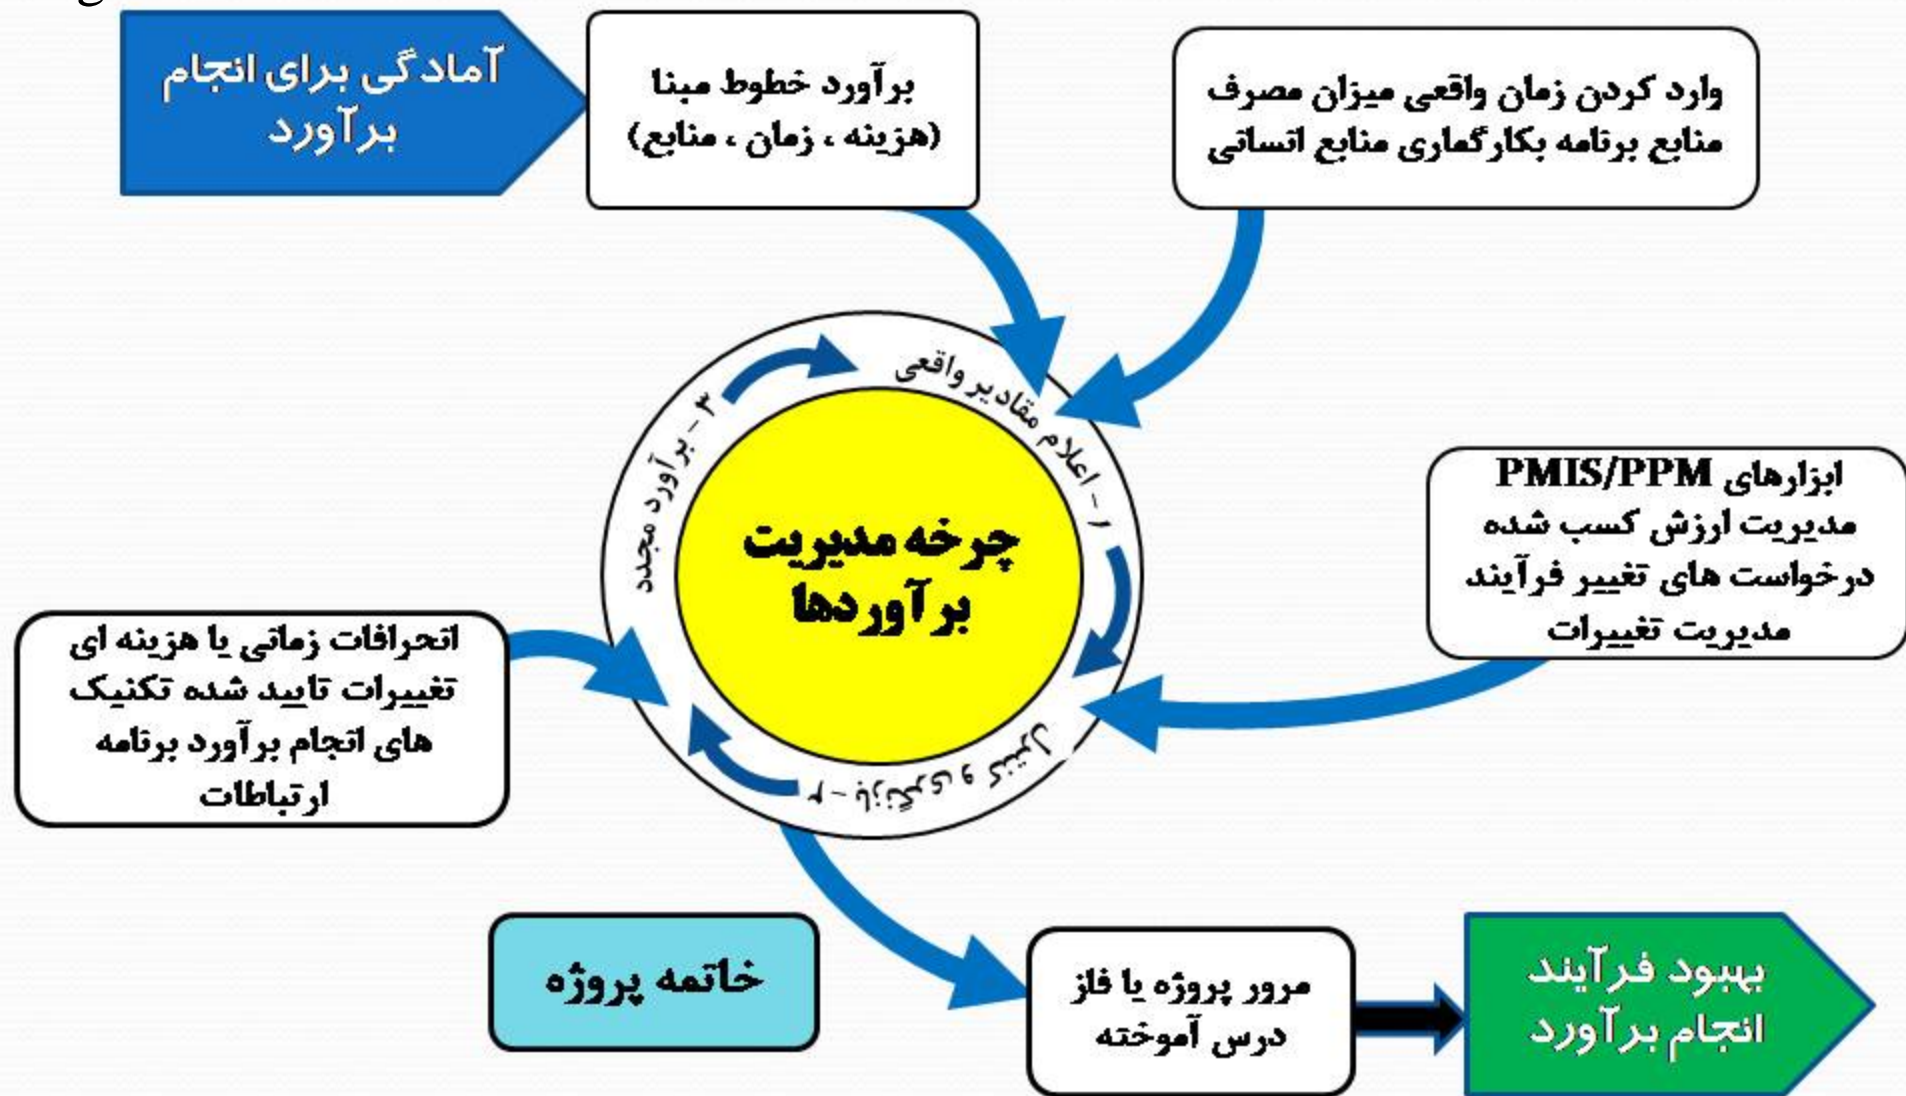 آمادگی برای انجام
برآورد
برآورد خطوط مبنا
(هزینه ، زمان ، منابع)
وارد کردن زمان واقعی میزان مصرف
منابع برنامه بکارگماری منابع انسانی
۱ - اعلام مقادیر واقعی
۲ - بازنگری و کنترل
۳ - برآورد مجدد
چرخه مدیریت
برآوردها
ابزارهای PMIS/PPM
مدیریت ارزش کسب شده
درخواست های تغییر فرآیند
مدیریت تغییرات
انحرافات زمانی یا هزینه ای
تغییرات تایید شده تکنیک
های انجام برآورد برنامه
ارتباطات
خاتمه پروژه
مرور پروژه یا فاز
درس آموخته
بهبود فرآیند
انجام برآورد